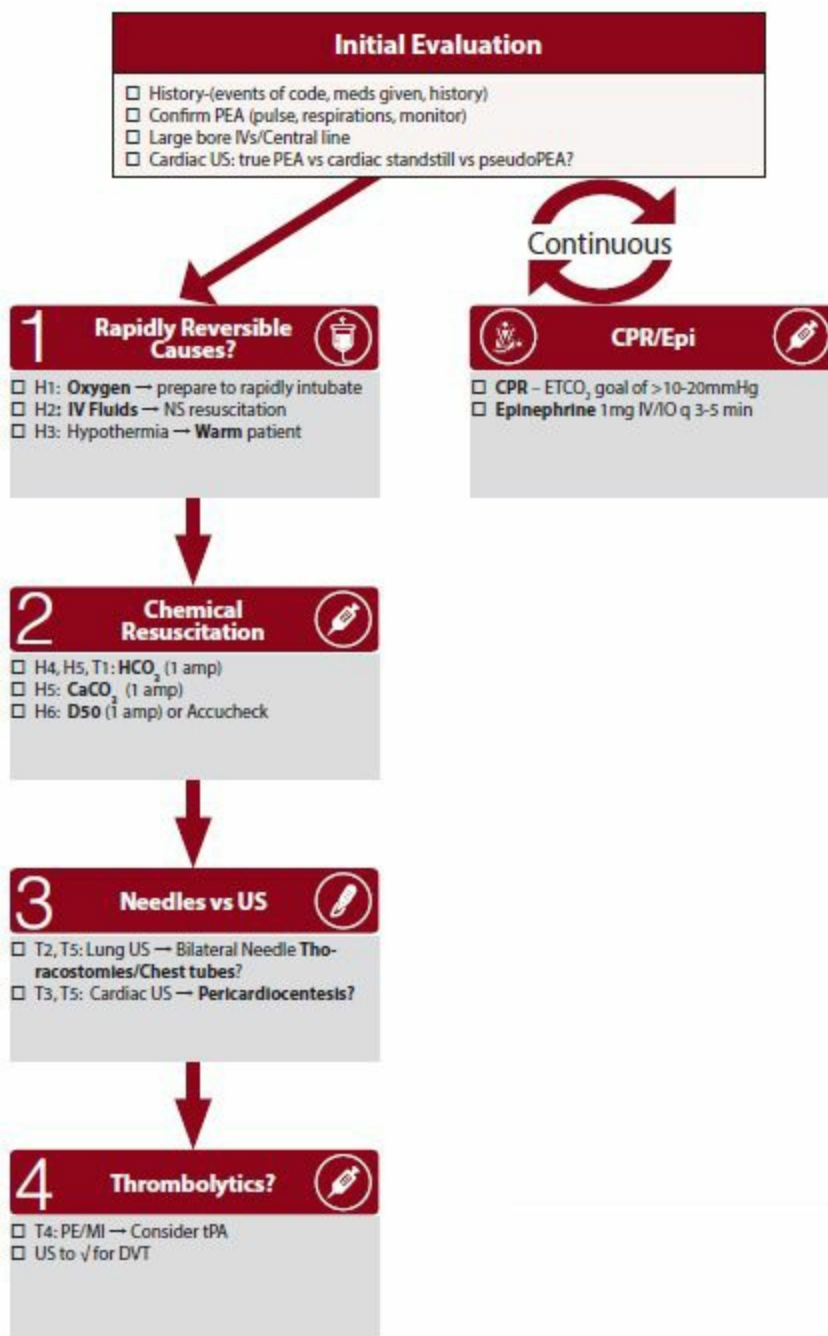 Initial Evaluation
☐ History-(events of code, meds given, history)
☐ Confirm PEA (pulse, respirations, monitor)
☐ Large bore IVs/Central line
☐ Cardiac US: true PEA vs cardiac standstill vs pseudoPEA?
Continuous
1
Rapidly Reversible
Causes?
☐ H1: Oxygen → prepare to rapidly intubate
☐ H2: IV Fluids → NS resuscitation
☐ H3: Hypothermia → Warm patient
CPR/Epi
☐ CPR – ETCO₂ goal of >10-20mmHg
☐ Epinephrine 1mg IV/IO q 3-5 min
2
Chemical
Resuscitation
☐ H4, H5, T1: HCO₃ (1 amp)
☐ H5: CaCO₃ (1 amp)
☐ H6: D50 (1 amp) or Accucheck
3
Needles vs US
☐ T2, T5: Lung US → Bilateral Needle Tho-
racostomies/Chest tubes?
☐ T3, T5: Cardiac US → Pericardiocentesis?
4
Thrombolytics?
☐ T4: PE/MI → Consider tPA
☐ US to √ for DVT